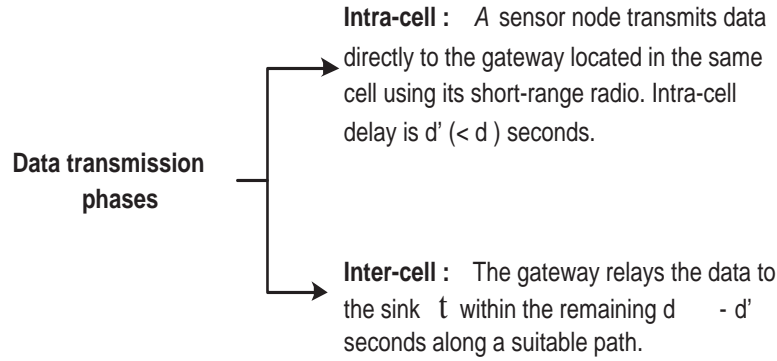 Intra-cell : A sensor node transmits data
directly to the gateway located in the same
cell using its short-range radio. Intra-cell
delay is d' (< d ) seconds.
Data transmission
phases
Inter-cell : The gateway relays the data to
the sink t within the remaining d - d'
seconds along a suitable path.